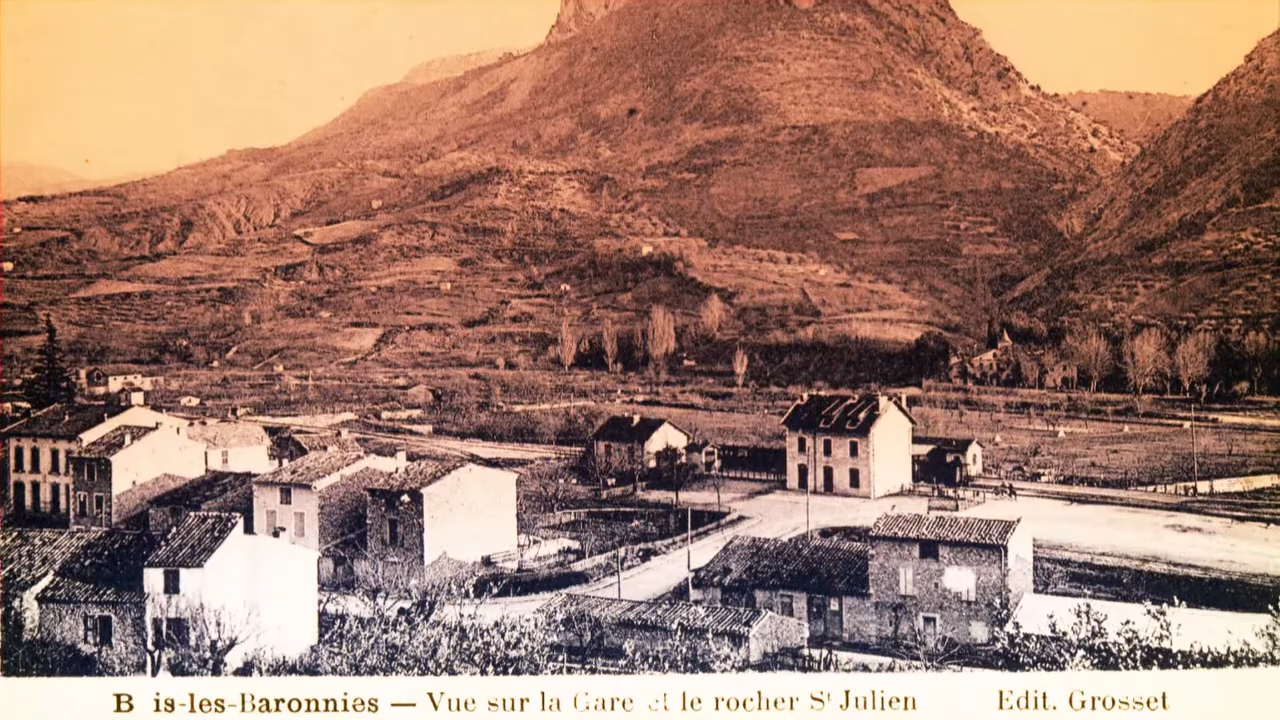 B is-les-Baronnies — Vue sur la Gare et le rocher Sᵗ Julien Edit. Grosset